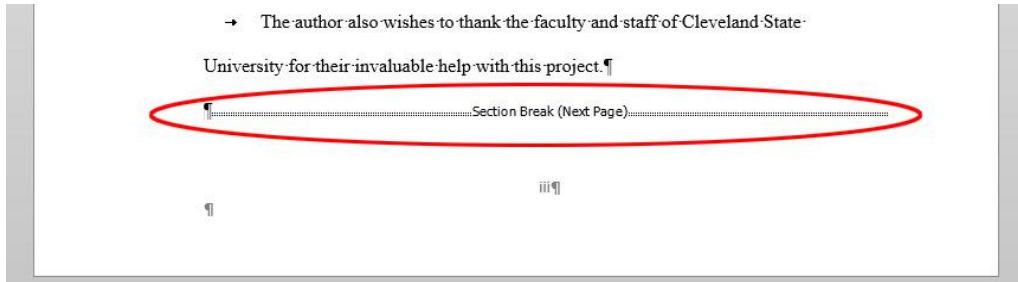 → The·author·also·wishes·to·thank·the·faculty·and·staff·of·Cleveland·State·
University·for·their·invaluable·help·with·this·project.¶
¶Section Break (Next Page)
iii¶
¶